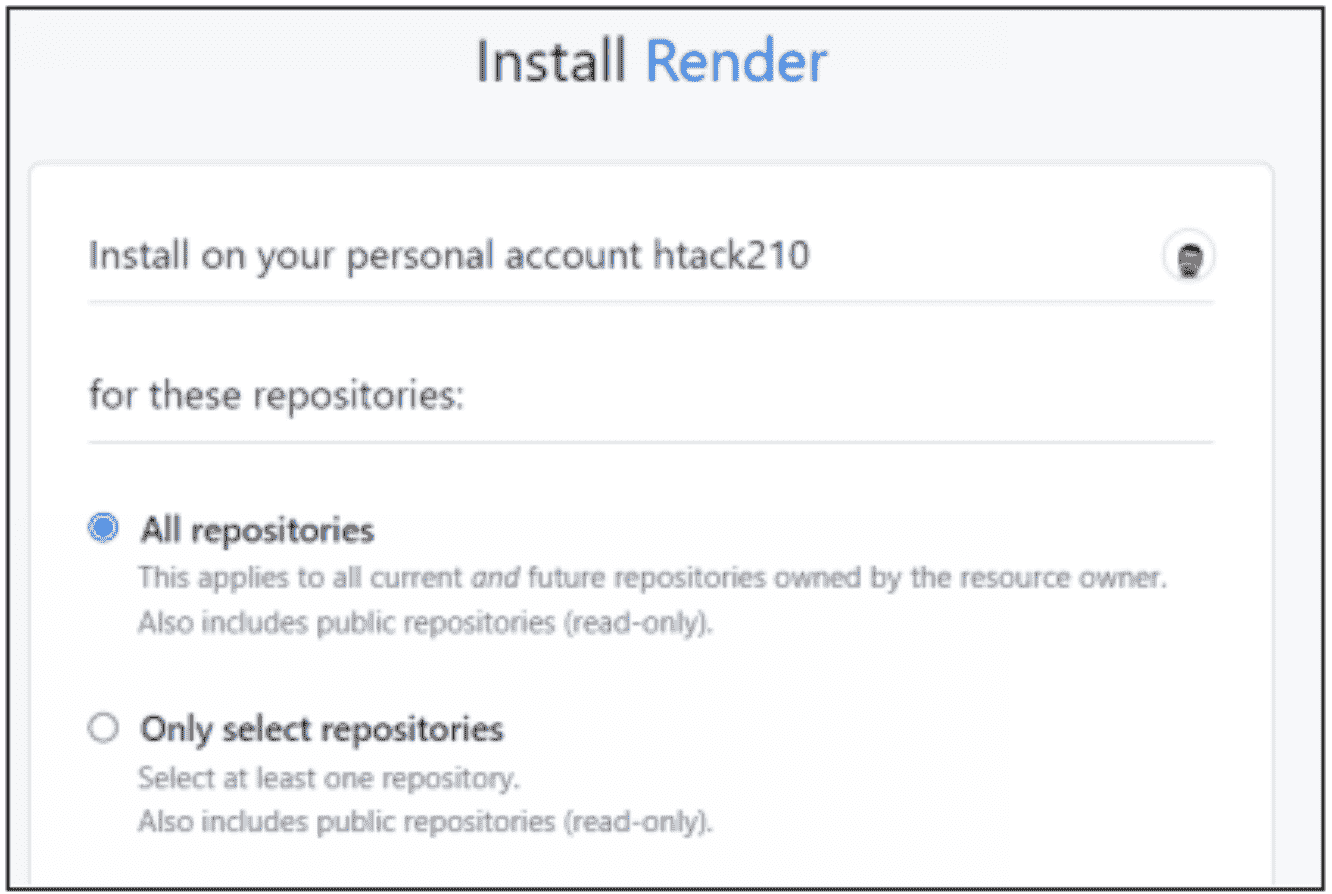 Install Render
Install on your personal account htack210
for these repositories:
All repositories
This applies to all current and future repositories owned by the resource owner.
Also includes public repositories (read-only).
Only select repositories
Select at least one repository.
Also includes public repositories (read-only).